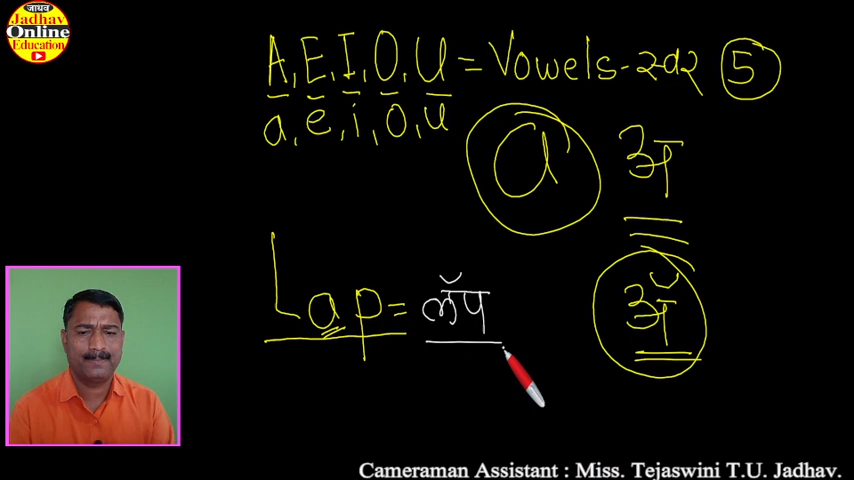 जाधव
Jadhav
Online
Education
A, E, I, O, U = Vowels - स्वर 5
a, e, i, o, u
a अ
Lap = लॅप अॅ
Cameraman Assistant : Miss. Tejaswini T.U. Jadhav.